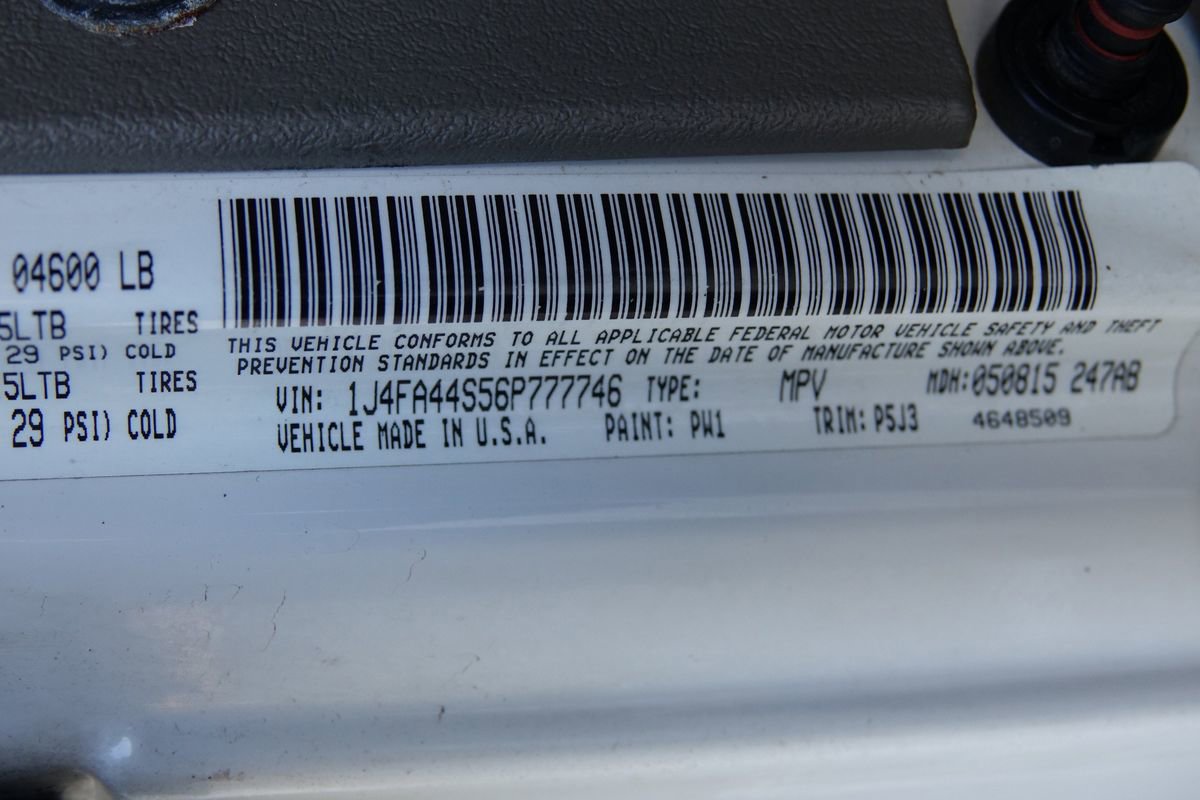 04600 LB
5LTB TIRES
29 PSI) COLD
5LTB TIRES
29 PSI) COLD
THIS VEHICLE CONFORMS TO ALL APPLICABLE FEDERAL MOTOR VEHICLE SAFETY AND THEFT
PREVENTION STANDARDS IN EFFECT ON THE DATE OF MANUFACTURE SHOWN ABOVE.
VIN: 1J4FA44S56P777746 TYPE: MPV MDH:050815 247AB
VEHICLE MADE IN U.S.A. PAINT: PW1 TRIM: P5J3 4648509